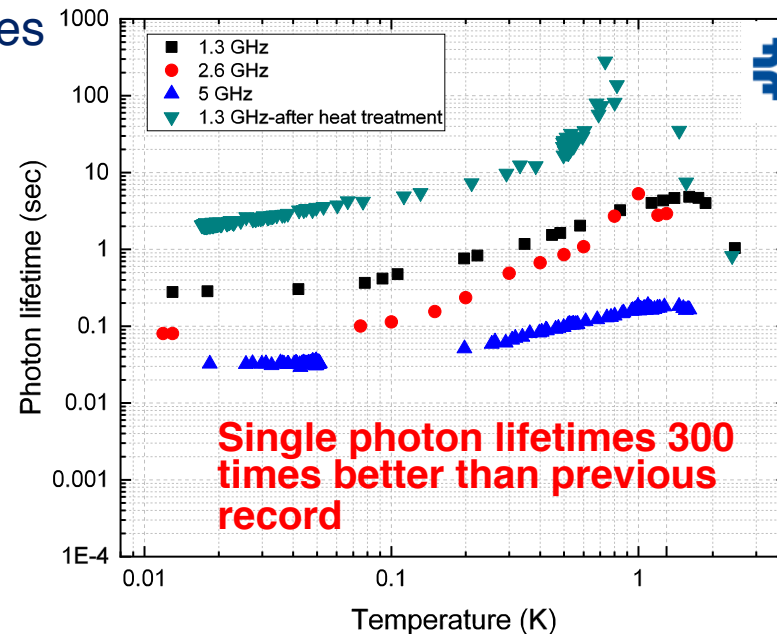 es
1000
100
10
1
0.1
0.01
0.001
1E-4
Photon lifetime (sec)
1.3 GHz
2.6 GHz
5 GHz
1.3 GHz-after heat treatment
Single photon lifetimes 300
times better than previous
record
0.01 0.1 1
Temperature (K)